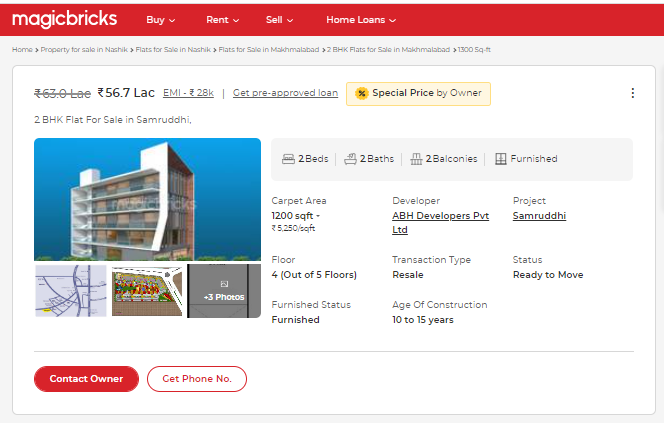 magicbricks
Buy Rent Sell Home Loans
Home > Property for sale in Nashik > Flats for Sale in Nashik > Flats for Sale in Makhmalabad > 2 BHK Flats for Sale in Makhmalabad > 1300 Sq-ft
₹63.0 Lac ₹56.7 Lac EMI - ₹ 28k | Get pre-approved loan Special Price by Owner
2 BHK Flat For Sale in Samruddhi,
magicbricks
2 Beds 2 Baths 2 Balconies Furnished
Carpet Area Developer Project
1200 sqft ABH Developers Pvt Ltd Samruddhi
₹5,250/sqft
Floor Transaction Type Status
4 (Out of 5 Floors) Resale Ready to Move
+3 Photos
Furnished Status Age Of Construction
Furnished 10 to 15 years
Contact Owner Get Phone No.